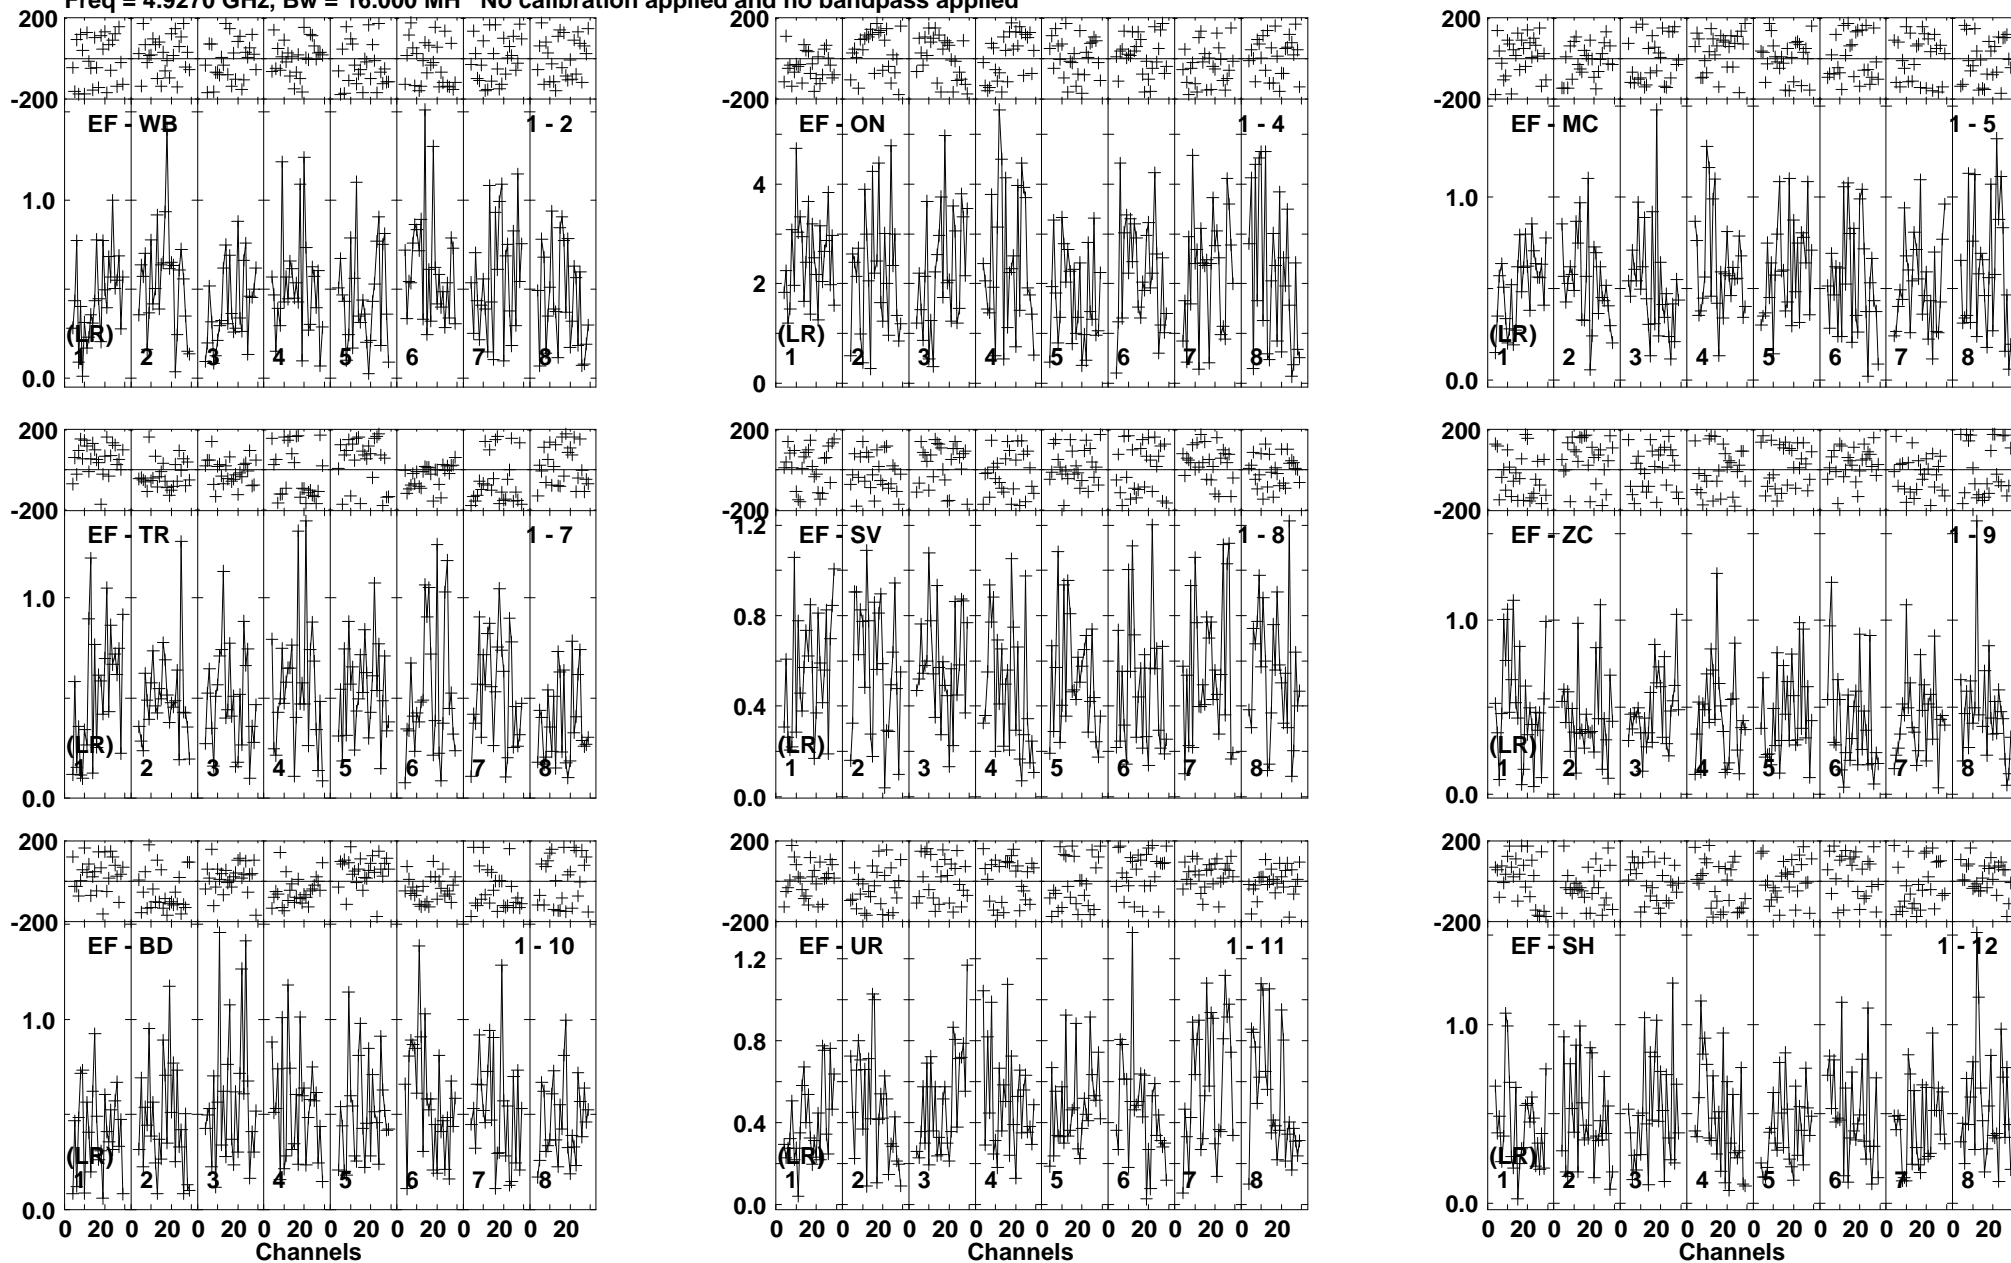 Freq = 4.9270 GHz, Bw = 16.000 MH No calibration applied and no bandpass applied
200 200 200
-200 -200 -200
EF - WB 1 - 2 EF - ON 1 - 4 EF - MC 1 - 5
1.0 4 1.0
2
(LR) (LR) (LR)
1 2 3 4 5 6 7 8 1 2 3 4 5 6 7 8 1 2 3 4 5 6 7 8
0.0 0 0.0
200 200 200
-200 -200 -200
EF - TR 1 - 7 EF - SV 1 - 8 EF - ZC 1 - 9
1.2
1.0 0.8 1.0
0.4
(LR) (LR) (LR)
1 2 3 4 5 6 7 8 1 2 3 4 5 6 7 8 1 2 3 4 5 6 7 8
0.0 0.0 0.0
200 200 200
-200 -200 -200
EF - BD 1 - 10 EF - UR 1 - 11 EF - SH 1 - 12
1.2
1.0 0.8 1.0
0.4
(LR) (LR) (LR)
1 2 3 4 5 6 7 8 1 2 3 4 5 6 7 8 1 2 3 4 5 6 7 8
0.0 0.0 0.0
0 20 0 20 0 20 0 20 0 20 0 20 0 20 0 20 0 20 0 20 0 20 0 20 0 20 0 20 0 20 0 20 0 20 0 20 0 20 0 20 0 20 0 20 0 20 0 20
Channels Channels Channels